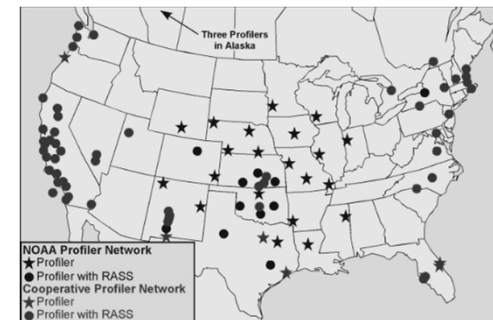 Three Profilers
in Alaska
NOAA Profiler Network
Profiler
Profiler with RASS
Cooperative Profiler Network
Profiler
Profiler with RASS